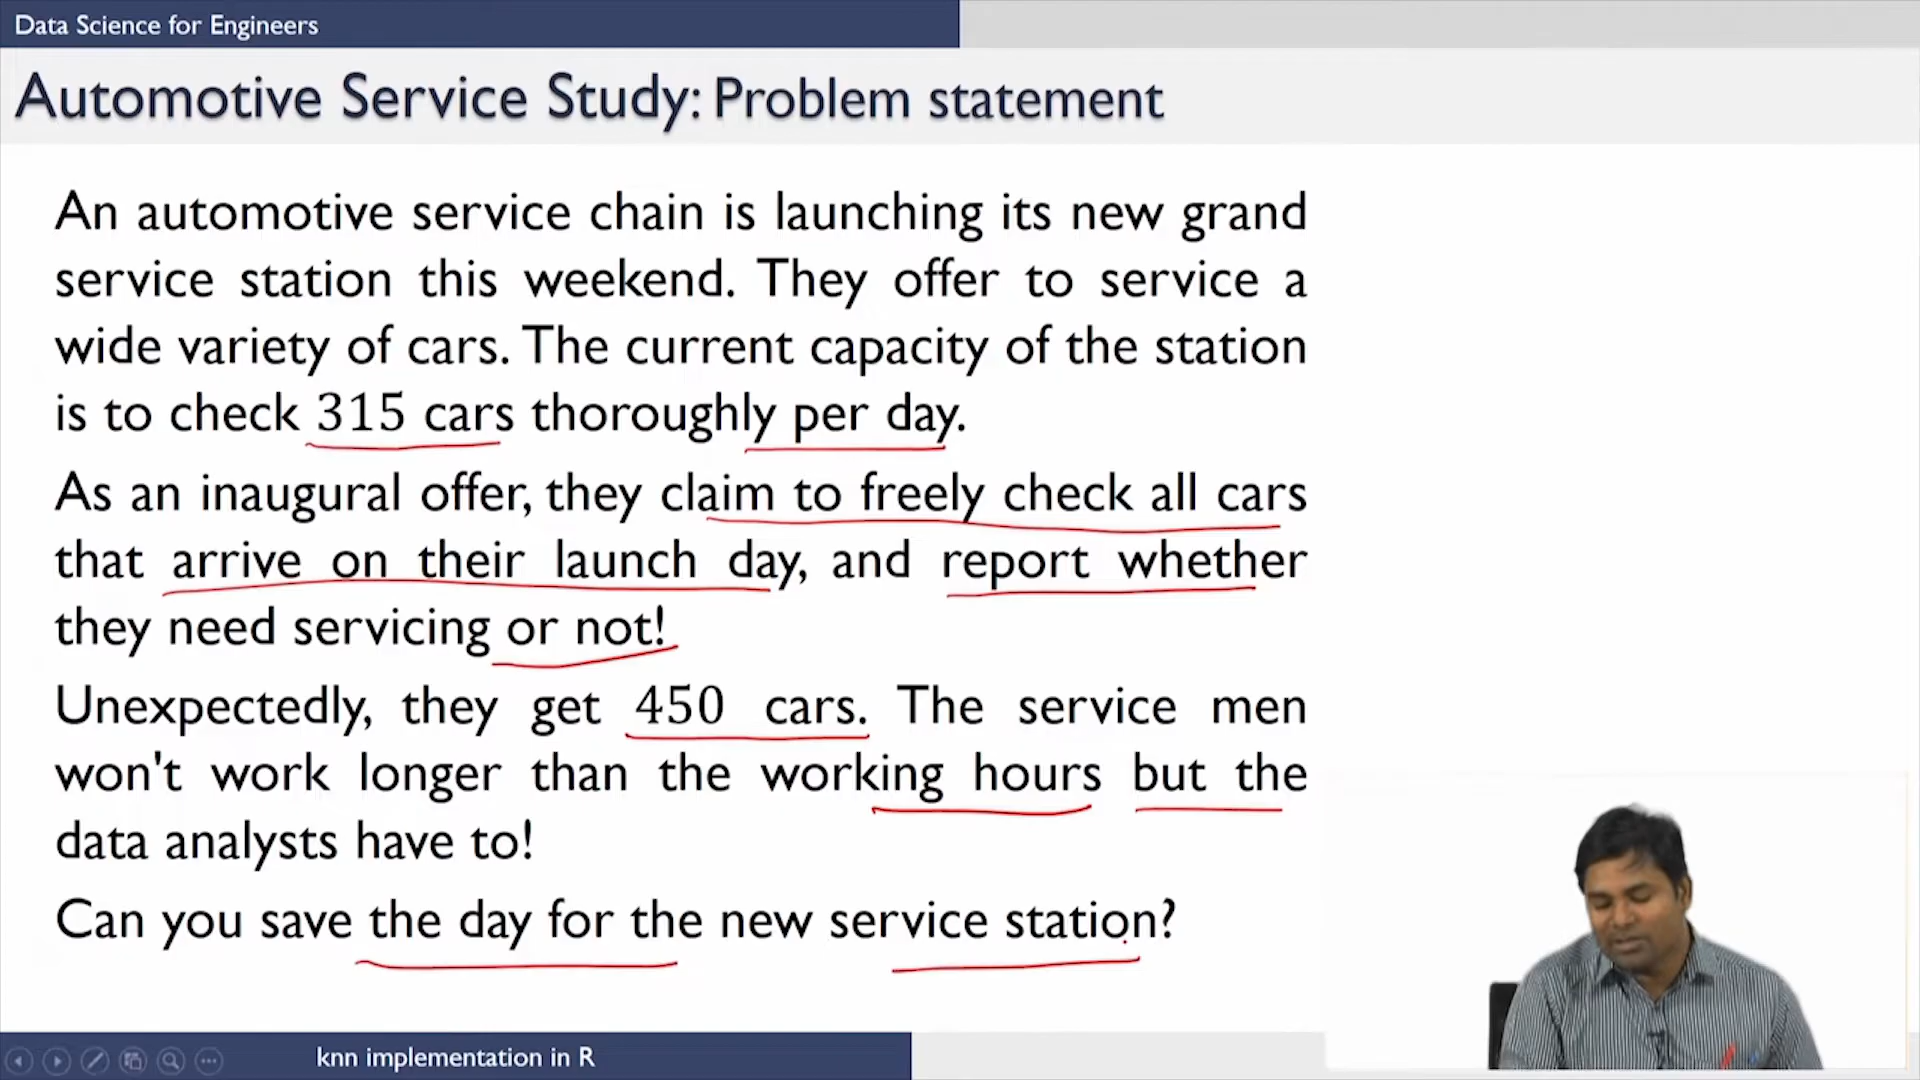 Data Science for Engineers
Automotive Service Study: Problem statement
An automotive service chain is launching its new grand
service station this weekend. They offer to service a
wide variety of cars. The current capacity of the station
is to check 315 cars thoroughly per day.
As an inaugural offer, they claim to freely check all cars
that arrive on their launch day, and report whether
they need servicing or not!
Unexpectedly, they get 450 cars. The service men
won't work longer than the working hours but the
data analysts have to!
Can you save the day for the new service station?
knn implementation in R